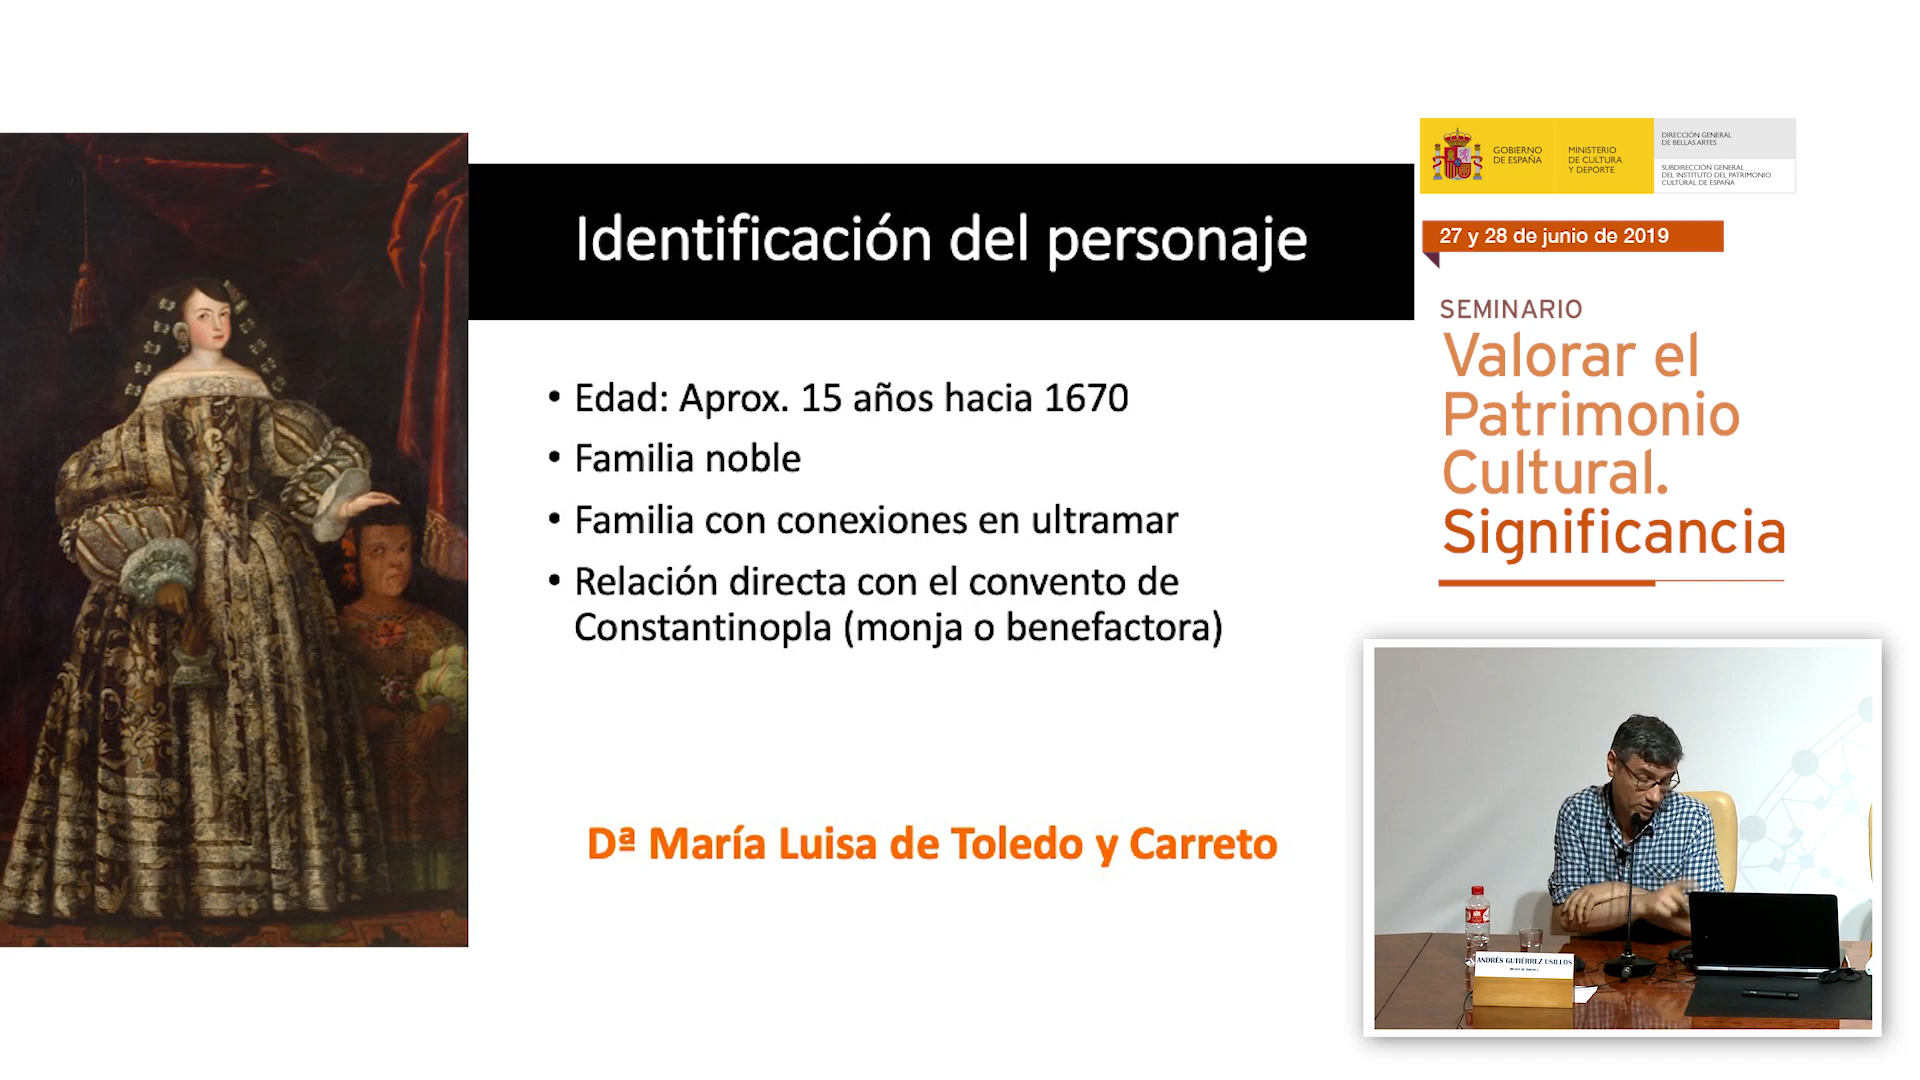 Identificación del personaje
• Edad: Aprox. 15 años hacia 1670
• Familia noble
• Familia con conexiones en ultramar
• Relación directa con el convento de
Constantinopla (monja o benefactora)
Dª María Luisa de Toledo y Carreto
GOBIERNO
DE ESPAÑA
MINISTERIO
DE CULTURA
Y DEPORTE
DIRECCIÓN GENERAL
DE BELLAS ARTES
SUBDIRECCIÓN GENERAL
DEL INSTITUTO DEL PATRIMONIO
CULTURAL DE ESPAÑA
27 y 28 de junio de 2019
SEMINARIO
Valorar el
Patrimonio
Cultural.
Significancia
ANDRÉS GUTIÉRREZ USILLOS